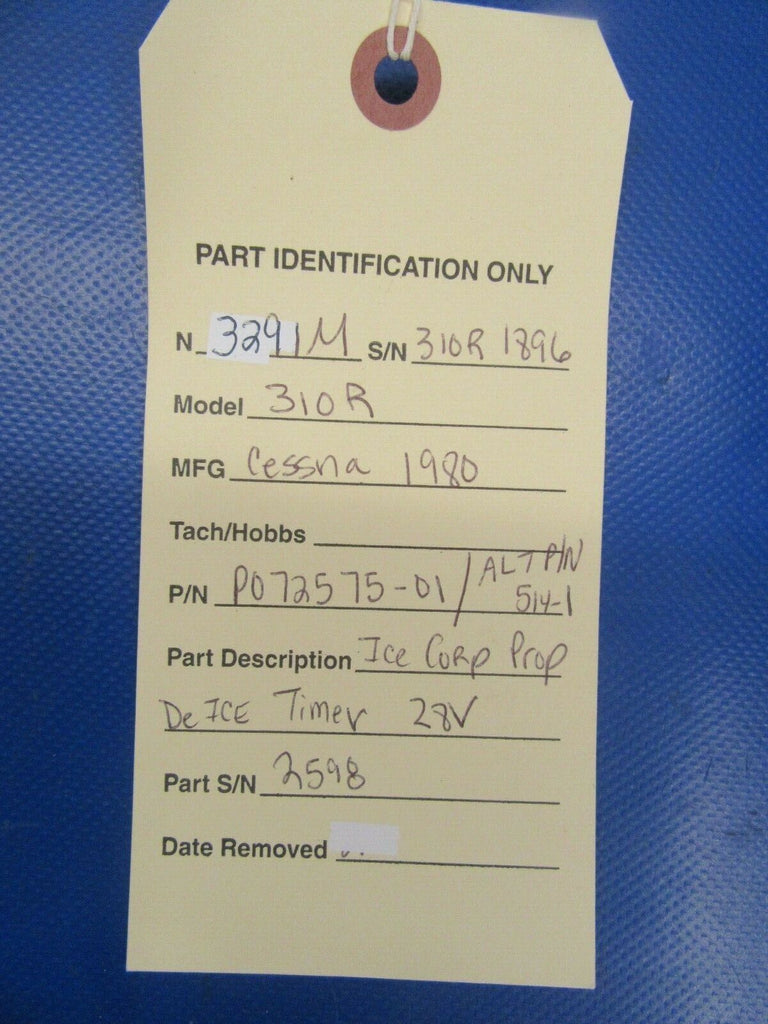 PART IDENTIFICATION ONLY
N 3291M S/N 310R 1896
Model 310R
MFG Cessna 1980
Tach/Hobbs
P/N P072575-01 / ALT P/N 514-1
Part Description Ice Corp Prop
De ICE Timer 28V
Part S/N 2598
Date Removed